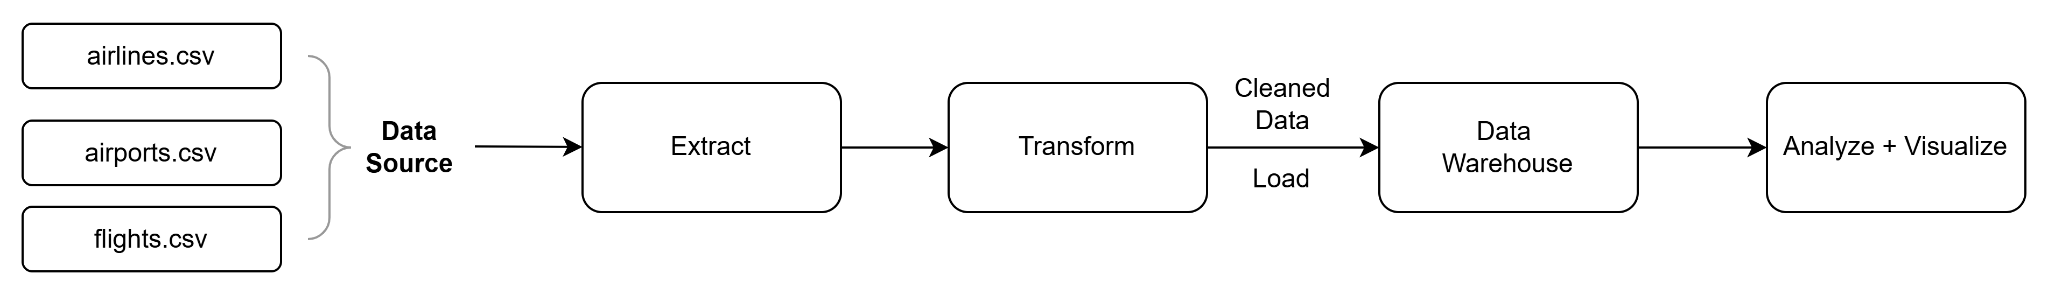 airlines.csv
airports.csv
flights.csv
Data
Source
Extract
Transform
Cleaned
Data
Load
Data
Warehouse
Analyze + Visualize